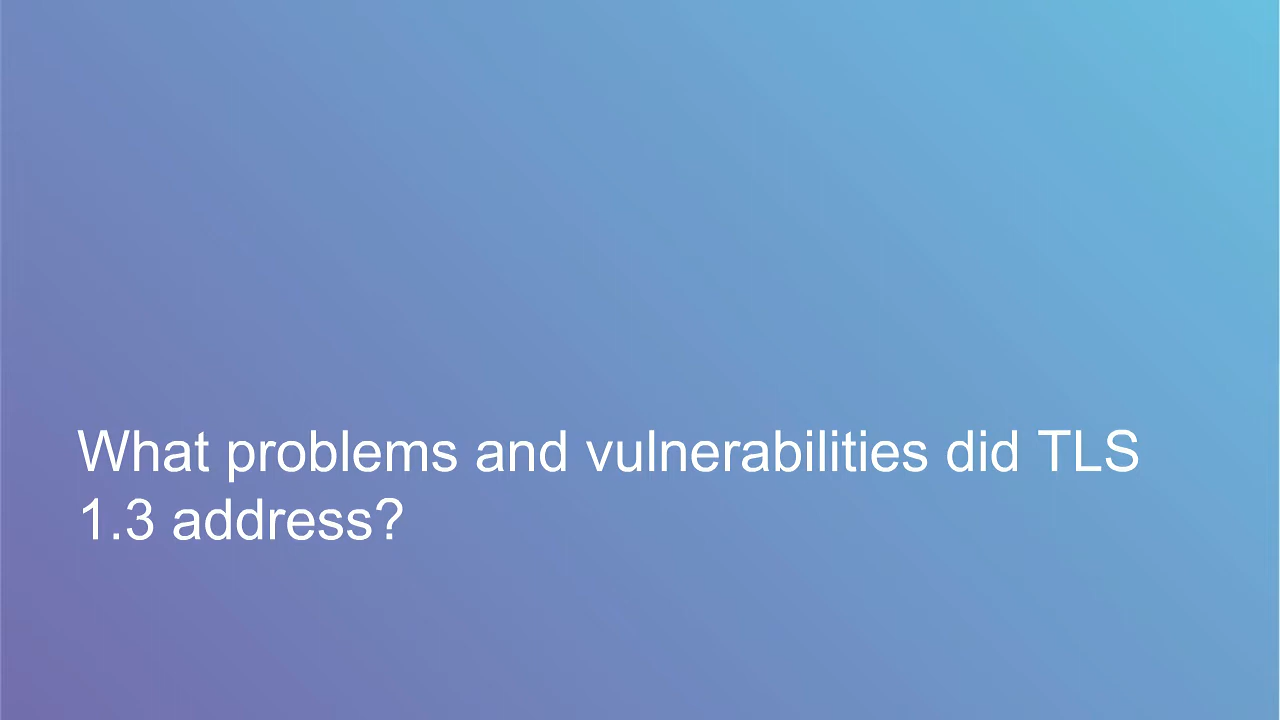 What problems and vulnerabilities did TLS
1.3 address?